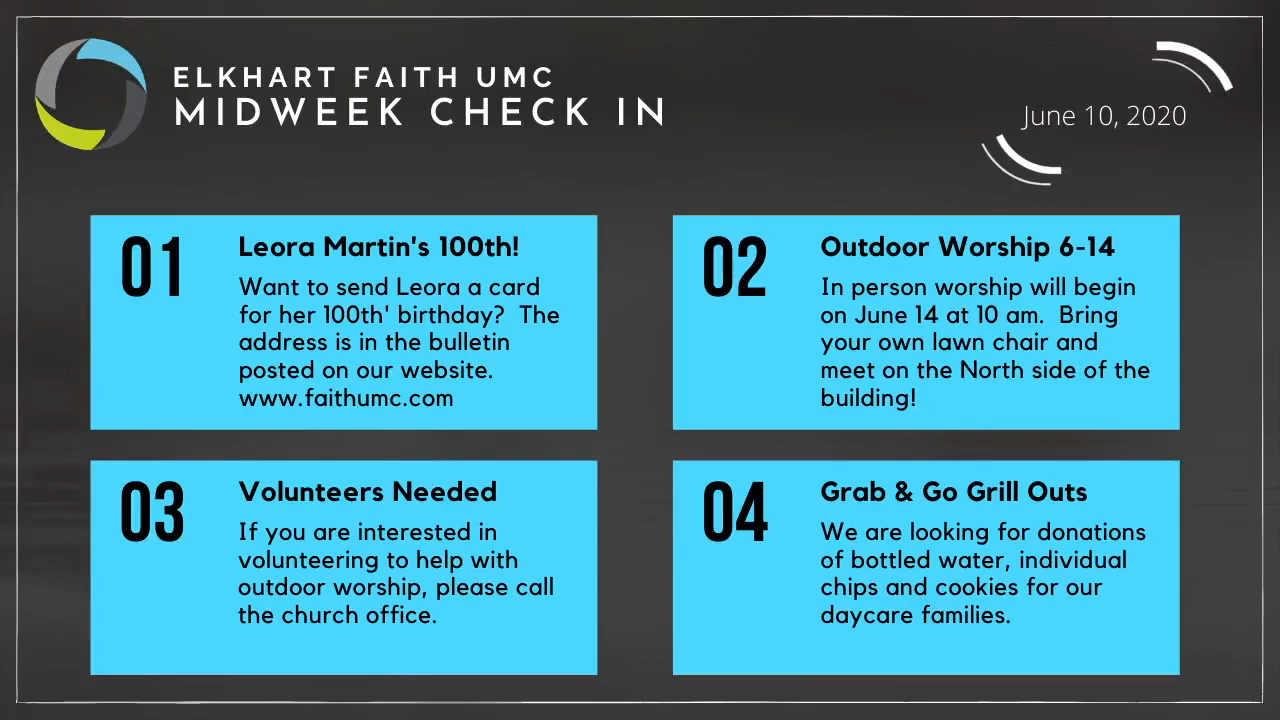 ELKHART FAITH UMC
MIDWEEK CHECK IN
June 10, 2020
01
Leora Martin's 100th!
Want to send Leora a card
for her 100th' birthday?  The
address is in the bulletin
posted on our website.
www.faithumc.com
02
Outdoor Worship 6-14
In person worship will begin
on June 14 at 10 am.  Bring
your own lawn chair and
meet on the North side of the
building!
03
Volunteers Needed
If you are interested in
volunteering to help with
outdoor worship, please call
the church office.
04
Grab & Go Grill Outs
We are looking for donations
of bottled water, individual
chips and cookies for our
daycare families.